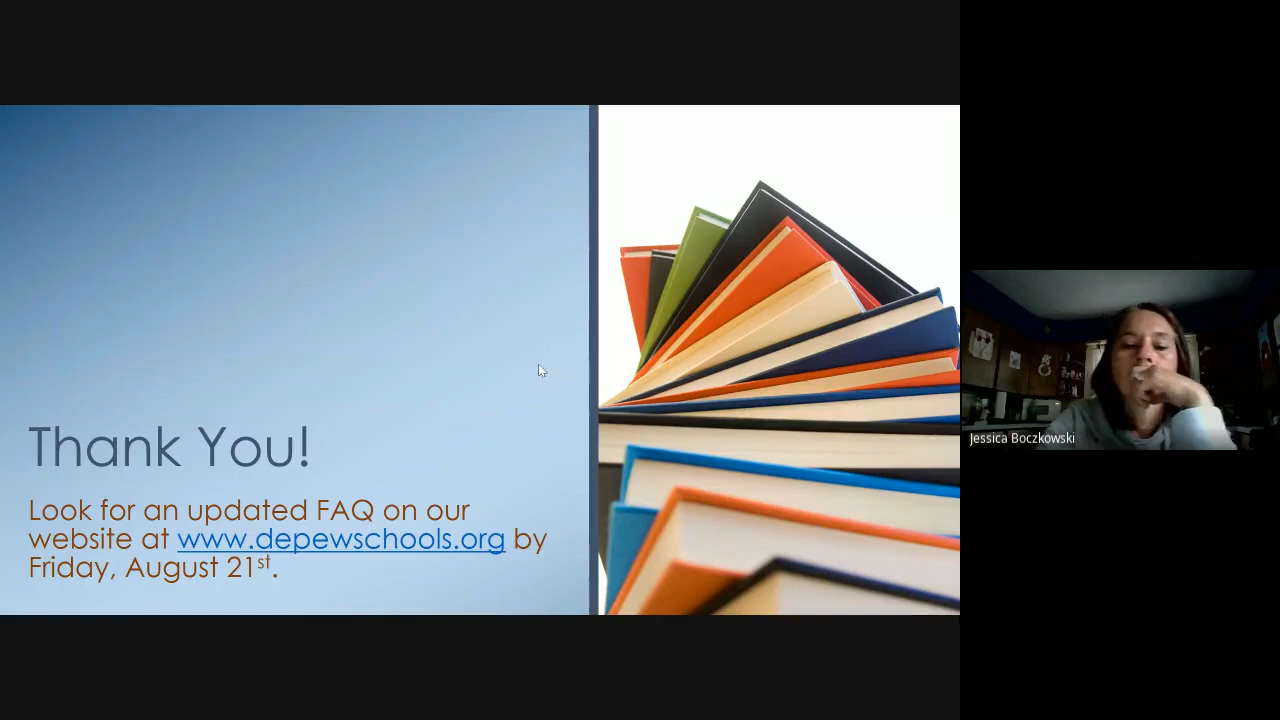 Thank You!
Look for an updated FAQ on our
website at www.depewschools.org by
Friday, August 21st.
Jessica Boczkowski